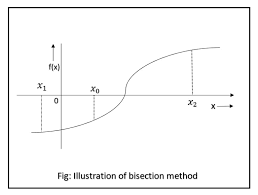 f(x)
x₁
x₀
0
x₂
x
Fig: Illustration of bisection method